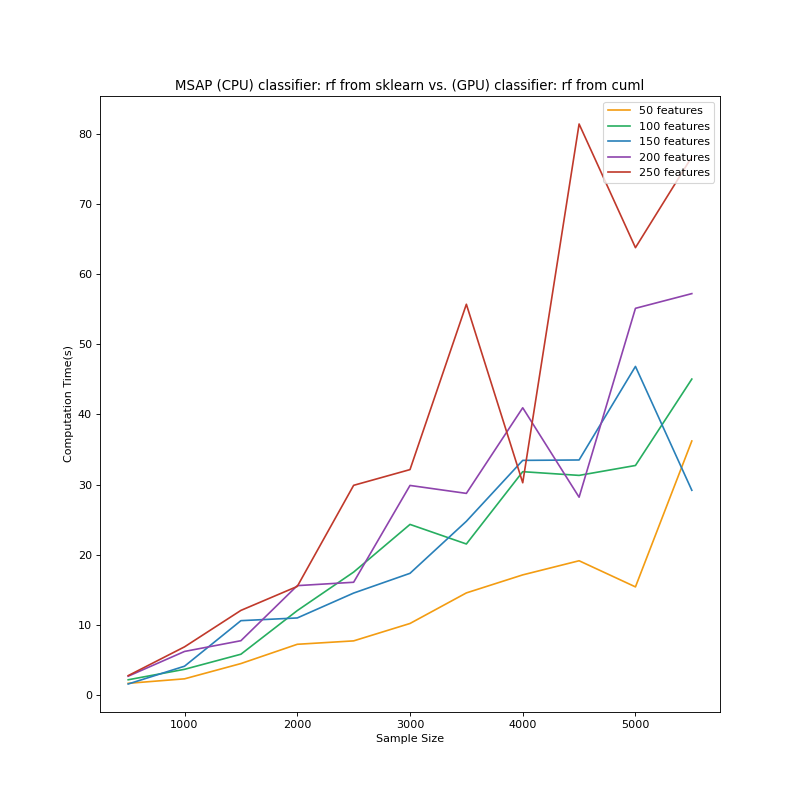 MSAP (CPU) classifier: rf from sklearn vs. (GPU) classifier: rf from cuml
50 features
100 features
150 features
200 features
250 features
80
70
60
50
40
30
20
10
0
Computation Time(s)
1000 2000 3000 4000 5000
Sample Size